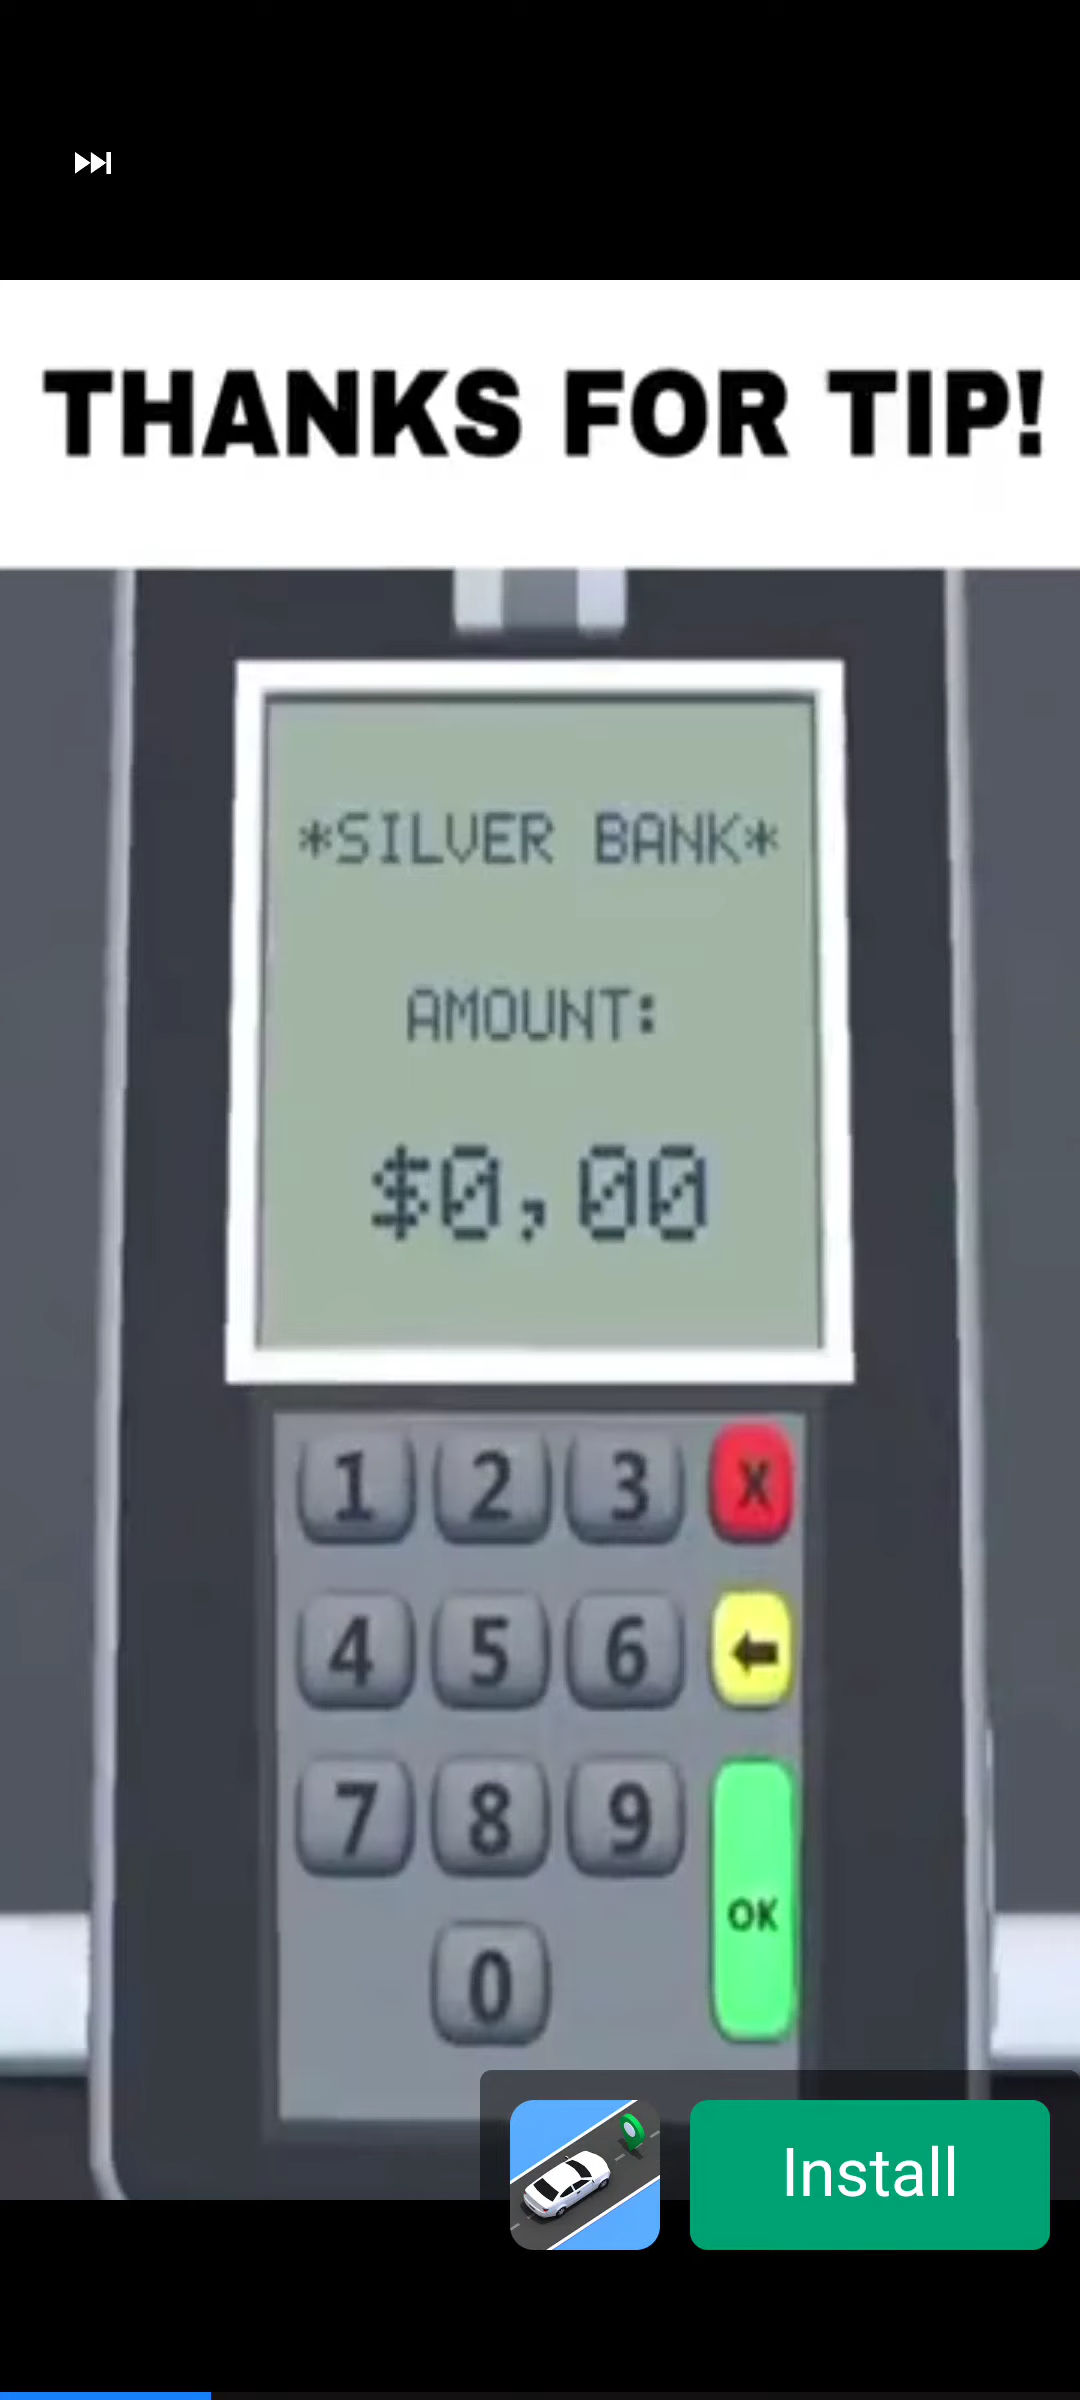 THANKS FOR TIP!
*SILVER BANK*
AMOUNT:
$0,00
1 2 3 X
4 5 6
7 8 9
OK
0
Install